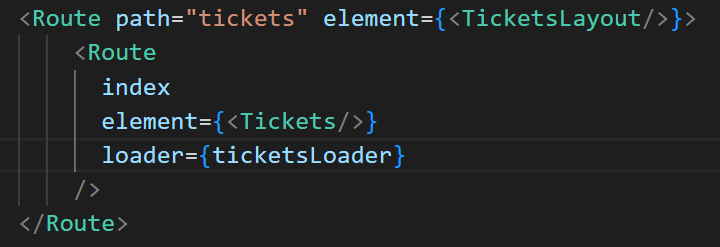 <Route path="tickets" element={<TicketsLayout/>}>
<Route
index
element={<Tickets/>}
loader={ticketsLoader}
/>
</Route>